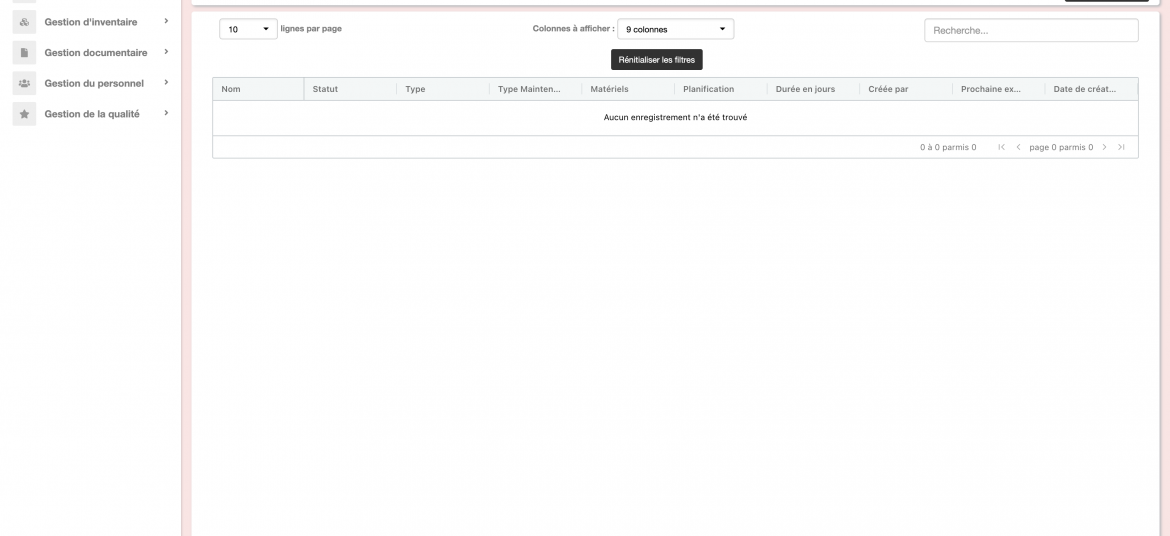 Gestion d'inventaire
Gestion documentaire
Gestion du personnel
Gestion de la qualité
10 lignes par page
Colonnes à afficher : 9 colonnes
Recherche...
Rénitialiser les filtres
Nom Statut Type Type Mainten... Matériels Planification Durée en jours Créée par Prochaine ex... Date de créat...
Aucun enregistrement n'a été trouvé
0 à 0 parmis 0 page 0 parmis 0